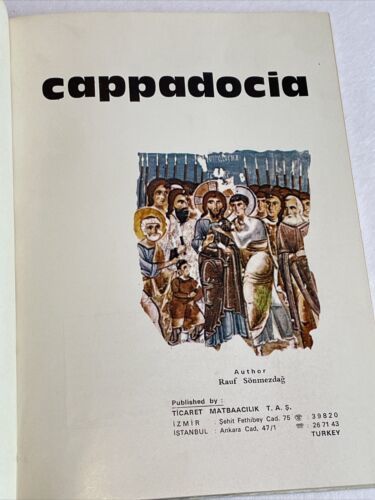 cappadocia
Author
Rauf Sönmezdağ
Published by :
TİCARET MATBAACILIK T. A. Ş.
İZMİR : Şehit Fethibey Cad. 75 ☏ : 39820
İSTANBUL : Ankara Cad. 47/1 ☏ : 26 71 43
TURKEY